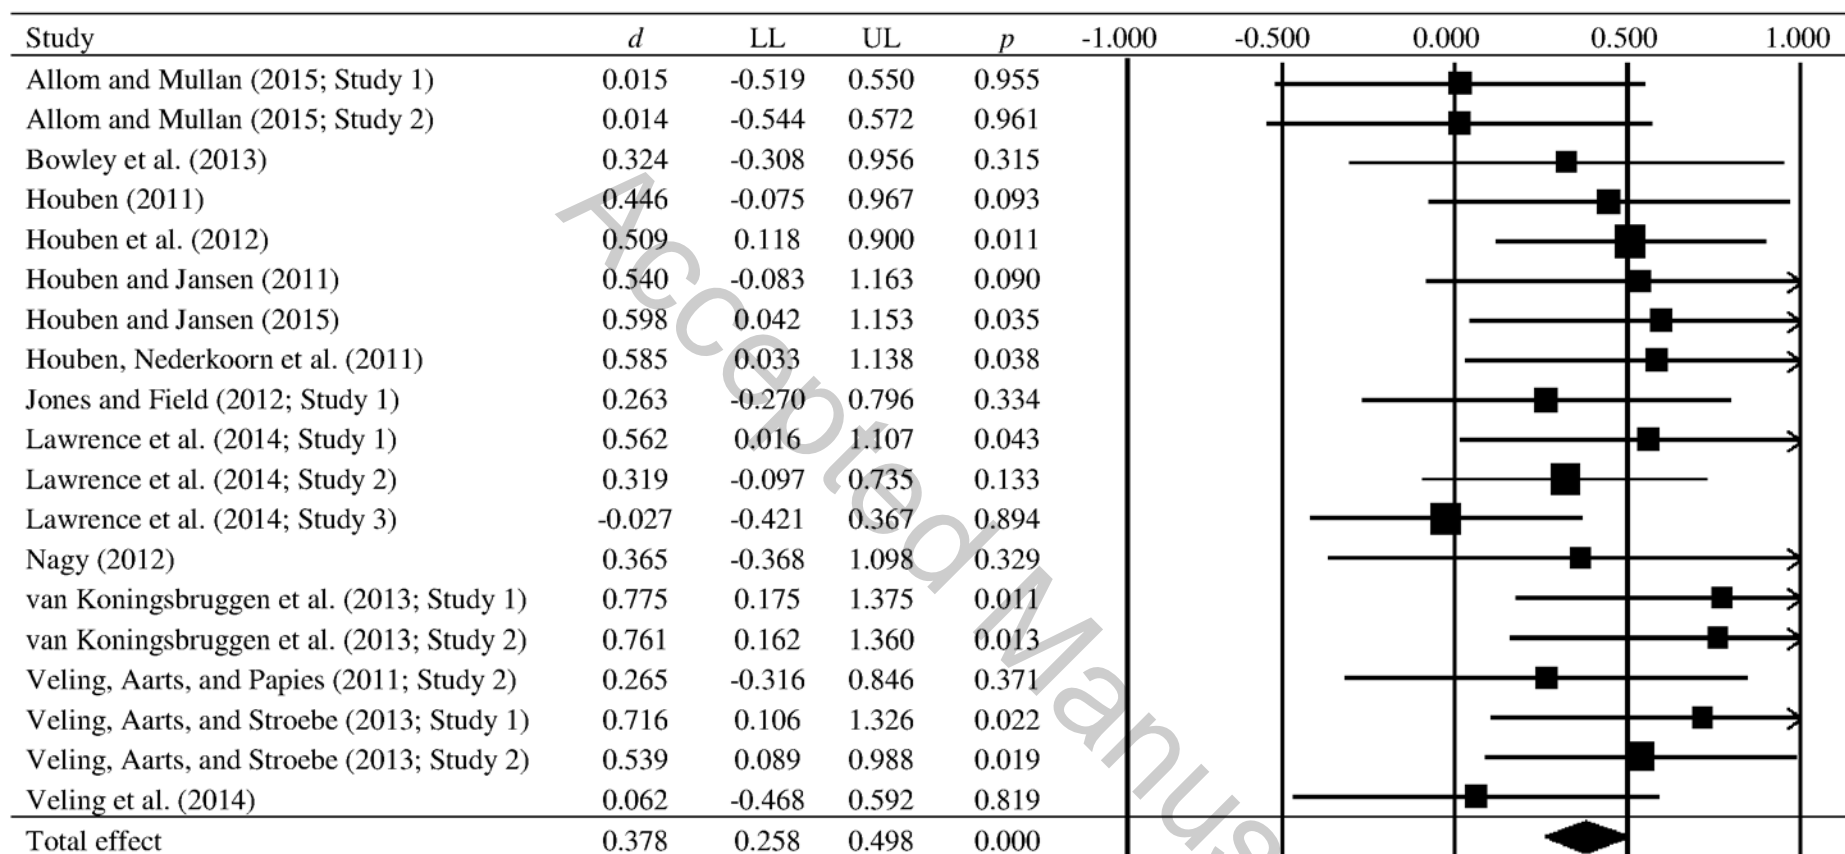 Study d LL UL p -1.000 -0.500 0.000 0.500 1.000
Allom and Mullan (2015; Study 1) 0.015 -0.519 0.550 0.955
Allom and Mullan (2015; Study 2) 0.014 -0.544 0.572 0.961
Bowley et al. (2013) 0.324 -0.308 0.956 0.315
Houben (2011) 0.446 -0.075 0.967 0.093
Houben et al. (2012) 0.509 0.118 0.900 0.011
Houben and Jansen (2011) 0.540 -0.083 1.163 0.090
Houben and Jansen (2015) 0.598 0.042 1.153 0.035
Houben, Nederkoorn et al. (2011) 0.585 0.033 1.138 0.038
Jones and Field (2012; Study 1) 0.263 -0.270 0.796 0.334
Lawrence et al. (2014; Study 1) 0.562 0.016 1.107 0.043
Lawrence et al. (2014; Study 2) 0.319 -0.097 0.735 0.133
Lawrence et al. (2014; Study 3) -0.027 -0.421 0.367 0.894
Nagy (2012) 0.365 -0.368 1.098 0.329
van Koningsbruggen et al. (2013; Study 1) 0.775 0.175 1.375 0.011
van Koningsbruggen et al. (2013; Study 2) 0.761 0.162 1.360 0.013
Veling, Aarts, and Papies (2011; Study 2) 0.265 -0.316 0.846 0.371
Veling, Aarts, and Stroebe (2013; Study 1) 0.716 0.106 1.326 0.022
Veling, Aarts, and Stroebe (2013; Study 2) 0.539 0.089 0.988 0.019
Veling et al. (2014) 0.062 -0.468 0.592 0.819
Total effect 0.378 0.258 0.498 0.000
Accepted Manus